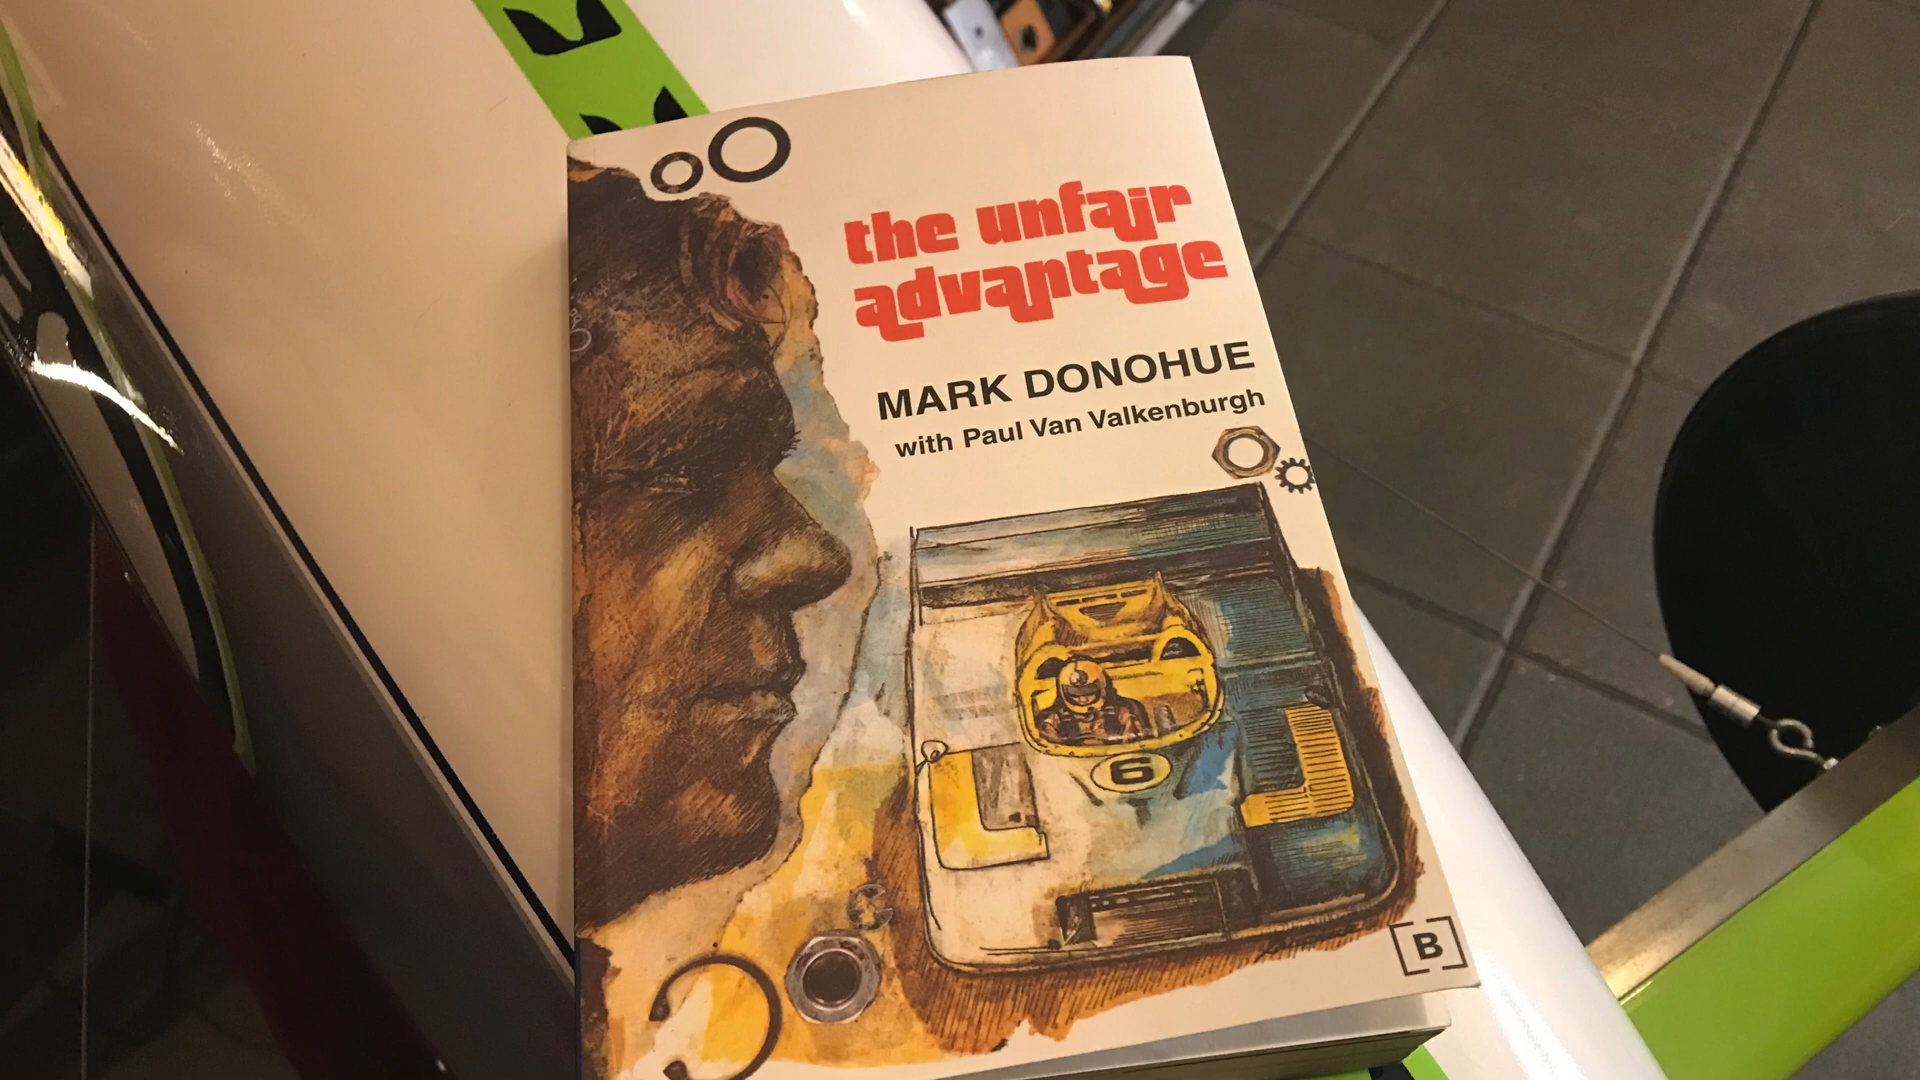 the unfair
advantage
MARK DONOHUE
with Paul Van Valkenburgh
6
B